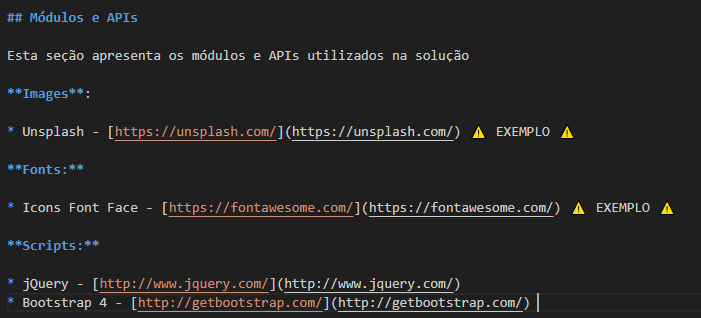 ## Módulos e APIs
Esta seção apresenta os módulos e APIs utilizados na solução
**Images**:
* Unsplash - [https://unsplash.com/](https://unsplash.com/) ⚠ EXEMPLO ⚠
**Fonts:**
* Icons Font Face - [https://fontawesome.com/](https://fontawesome.com/) ⚠ EXEMPLO ⚠
**Scripts:**
* jQuery - [http://www.jquery.com/](http://www.jquery.com/)
* Bootstrap 4 - [http://getbootstrap.com/](http://getbootstrap.com/)